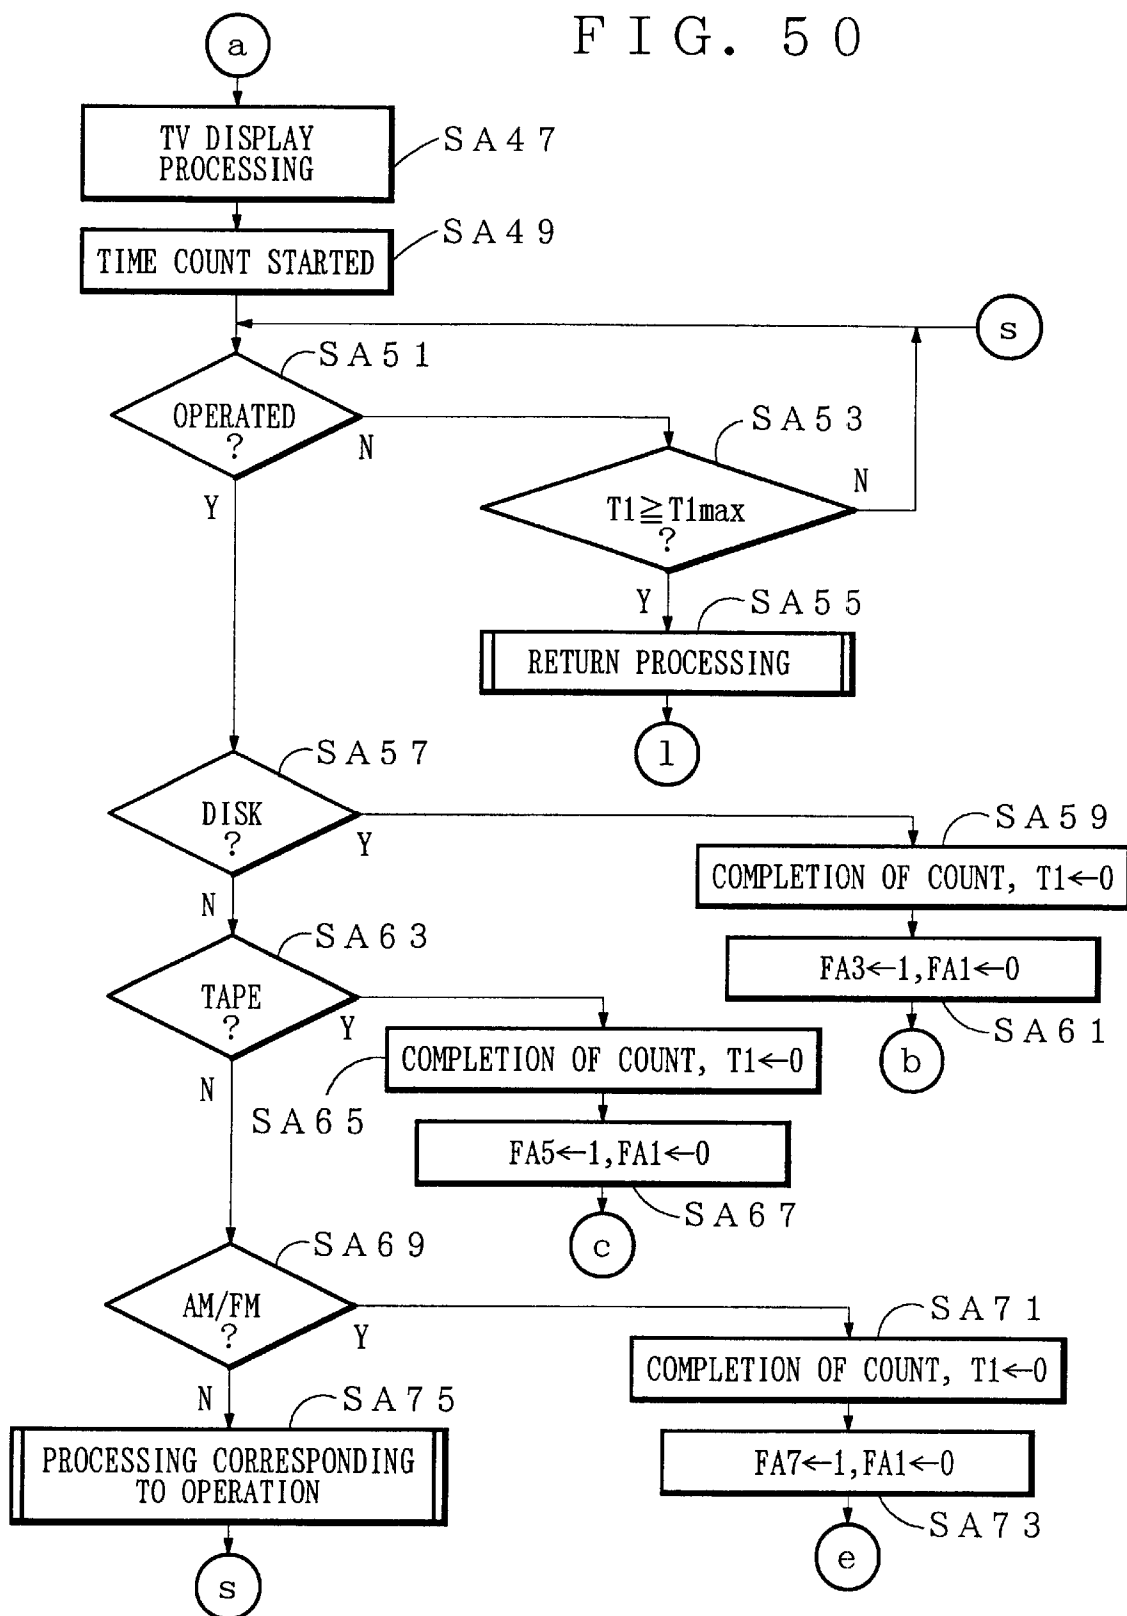 FIG. 50
a
TV DISPLAY
PROCESSING
SA47
TIME COUNT STARTED
SA49
s
SA51
OPERATED
?
N
Y
SA53
T1≧T1max
?
N
Y
SA55
RETURN PROCESSING
l
SA57
DISK
?
Y
N
SA59
COMPLETION OF COUNT, T1←0
FA3←1,FA1←0
SA61
b
SA63
TAPE
?
Y
N
COMPLETION OF COUNT, T1←0
SA65
FA5←1,FA1←0
SA67
c
SA69
AM/FM
?
Y
N
SA71
COMPLETION OF COUNT, T1←0
FA7←1,FA1←0
SA73
e
SA75
PROCESSING CORRESPONDING
TO OPERATION
s